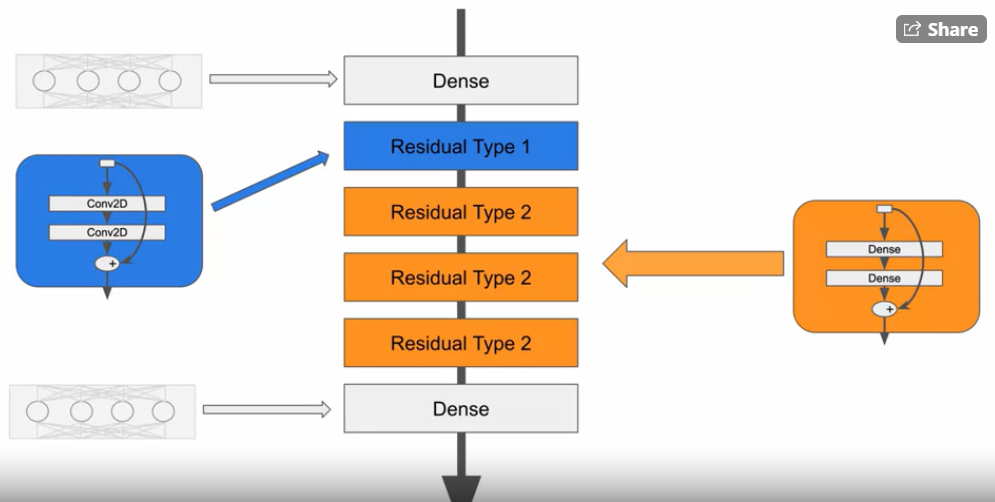 Share
Dense
Residual Type 1
Conv2D
Conv2D
+
Residual Type 2
Residual Type 2
Dense
Dense
+
Residual Type 2
Dense